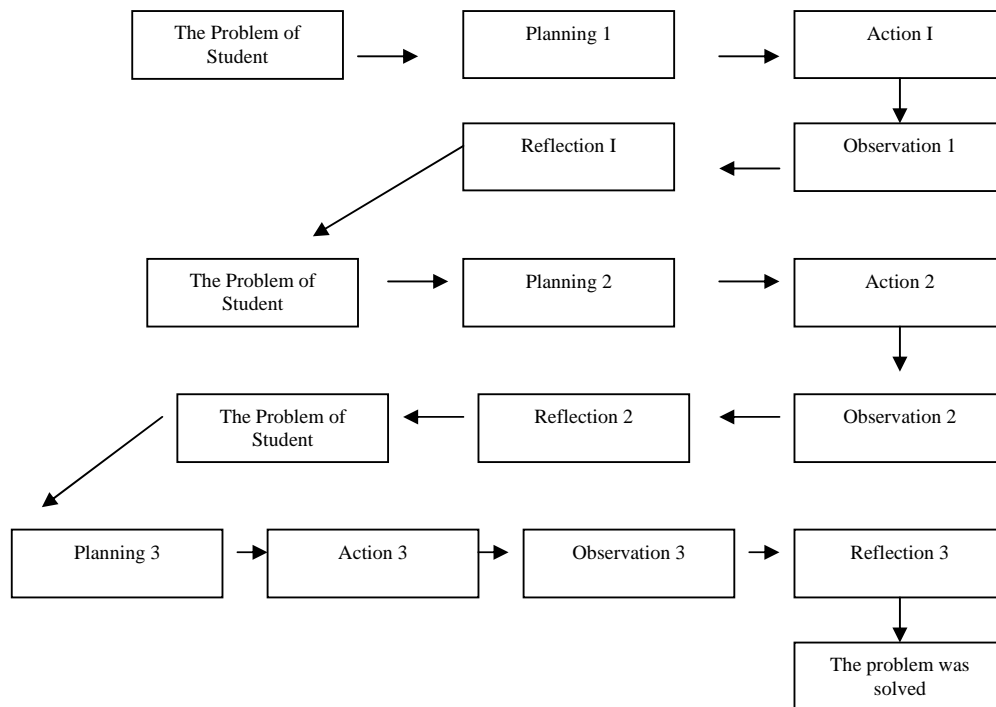 The Problem of
Student
Planning 1
Action I
Reflection I
Observation 1
The Problem of
Student
Planning 2
Action 2
The Problem of
Student
Reflection 2
Observation 2
Planning 3
Action 3
Observation 3
Reflection 3
The problem was
solved